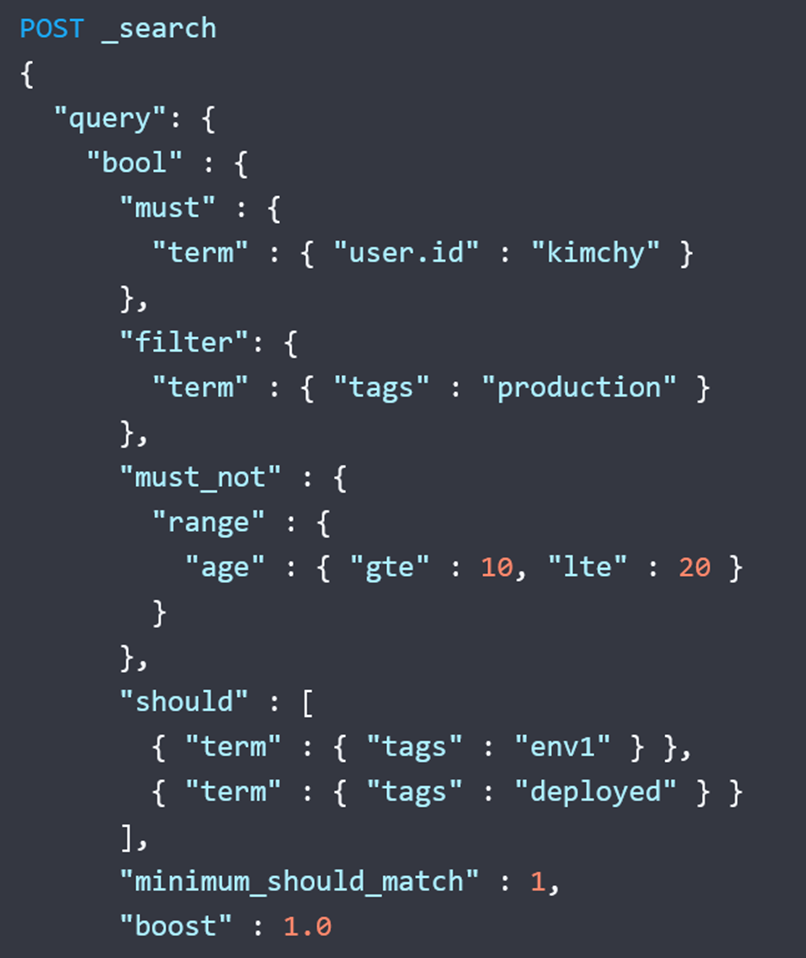 POST _search
{
  "query": {
    "bool" : {
      "must" : {
        "term" : { "user.id" : "kimchy" }
      },
      "filter": {
        "term" : { "tags" : "production" }
      },
      "must_not" : {
        "range" : {
          "age" : { "gte" : 10, "lte" : 20 }
        }
      },
      "should" : [
        { "term" : { "tags" : "env1" } },
        { "term" : { "tags" : "deployed" } }
      ],
      "minimum_should_match" : 1,
      "boost" : 1.0